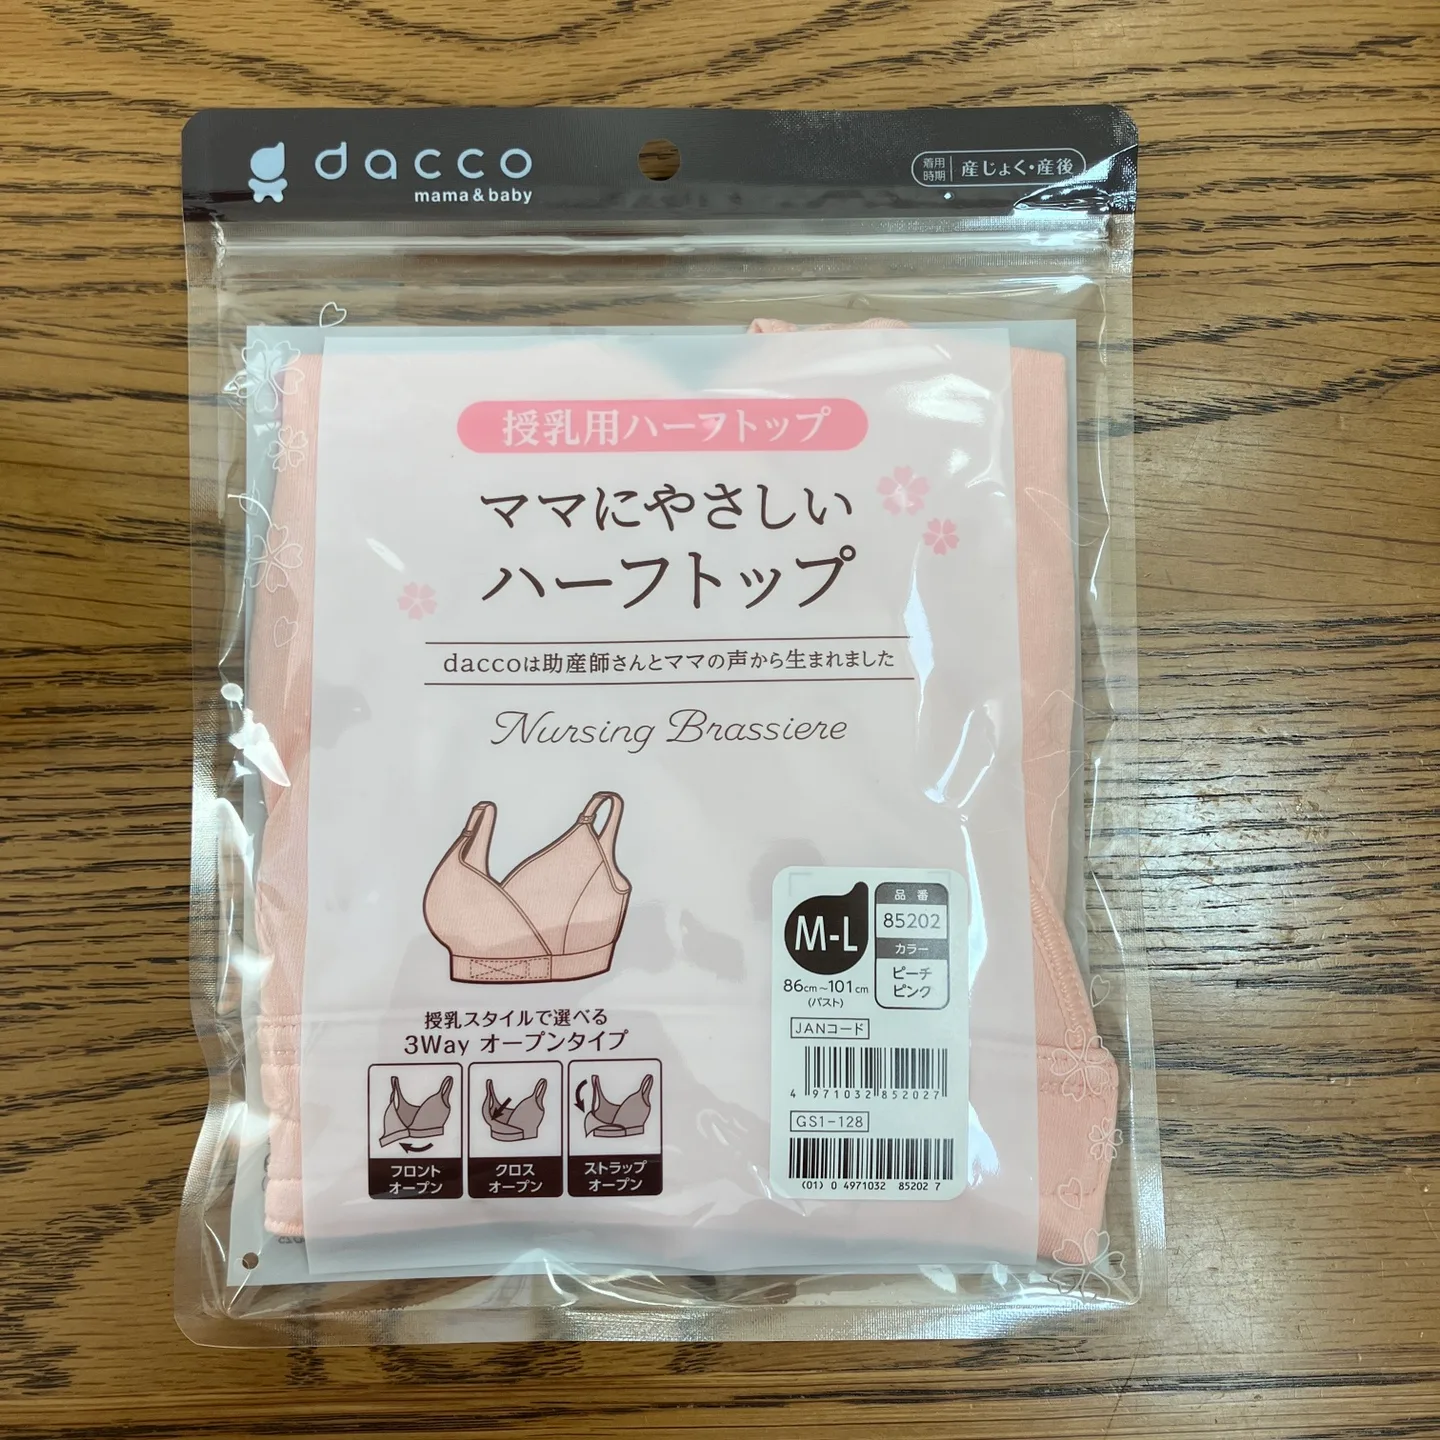 dacco
mama & baby
着用時期 産じょく・産後
授乳用ハーフトップ
ママにやさしい
ハーフトップ
daccoは助産師さんとママの声から生まれました
Nursing Brassiere
授乳スタイルで選べる
3Way オープンタイプ
フロント
オープン
クロス
オープン
ストラップ
オープン
M-L
86cm~101cm
(バスト)
品番
85202
カラー
ピーチ
ピンク
JANコード
4 971032 852027
GS1-128
(01) 0 4971032 85202 7